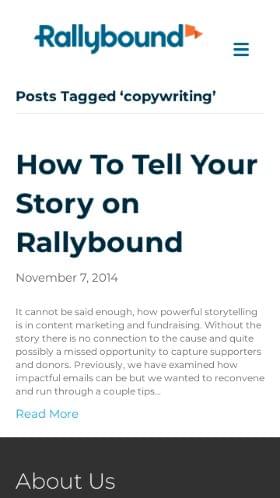 Rallybound
Posts Tagged ‘copywriting’
How To Tell Your
Story on
Rallybound
November 7, 2014
It cannot be said enough, how powerful storytelling
is in content marketing and fundraising. Without the
story there is no connection to the cause and quite
possibly a missed opportunity to capture supporters
and donors. Previously, we have examined how
impactful emails can be but we wanted to reconvene
and run through a couple tips...
Read More
About Us